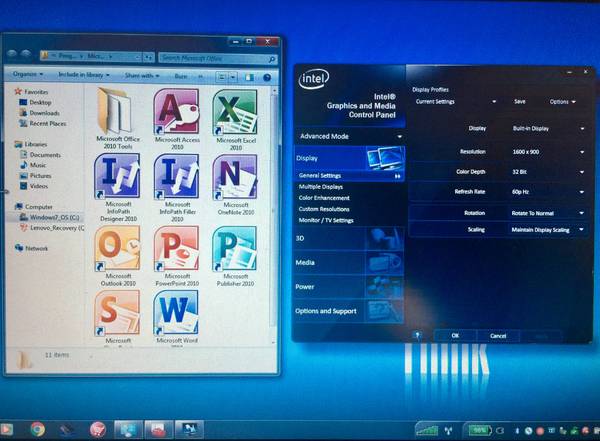 Prog...
Micr...
Search Microsoft Office
Organize
Include in library
Share with
Burn
»
Favorites
Desktop
Downloads
Recent Places
Libraries
Documents
Music
Pictures
Videos
Computer
Windows7_OS (C:)
Lenovo_Recovery (
Network
Microsoft Office
2010 Tools
Microsoft Access
2010
Microsoft Excel
2010
Microsoft
InfoPath
Designer 2010
Microsoft
InfoPath Filler
2010
Microsoft
OneNote 2010
Microsoft
Outlook 2010
Microsoft
PowerPoint 2010
Microsoft
Publisher 2010
Microsoft
Microsoft Word
11 items
intel
Intel®
Graphics and Media
Control Panel
Advanced Mode
Display
General Settings
Multiple Displays
Color Enhancement
Custom Resolutions
Monitor / TV Settings
3D
Media
Power
Options and Support
Display Profiles
Current Settings
Save
Options
Display
Built-in Display
Resolution
1600 x 900
Color Depth
32 Bit
Refresh Rate
60p Hz
Rotation
Rotate To Normal
Scaling
Maintain Display Scaling
?
OK
Cancel
98%